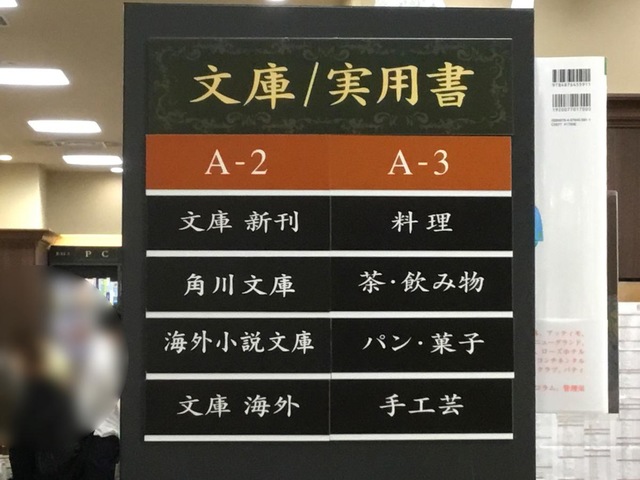 文庫/実用書
A-2 A-3
文庫 新刊 料理
角川文庫 茶・飲み物
海外小説文庫 パン・菓子
文庫 海外 手工芸
PC